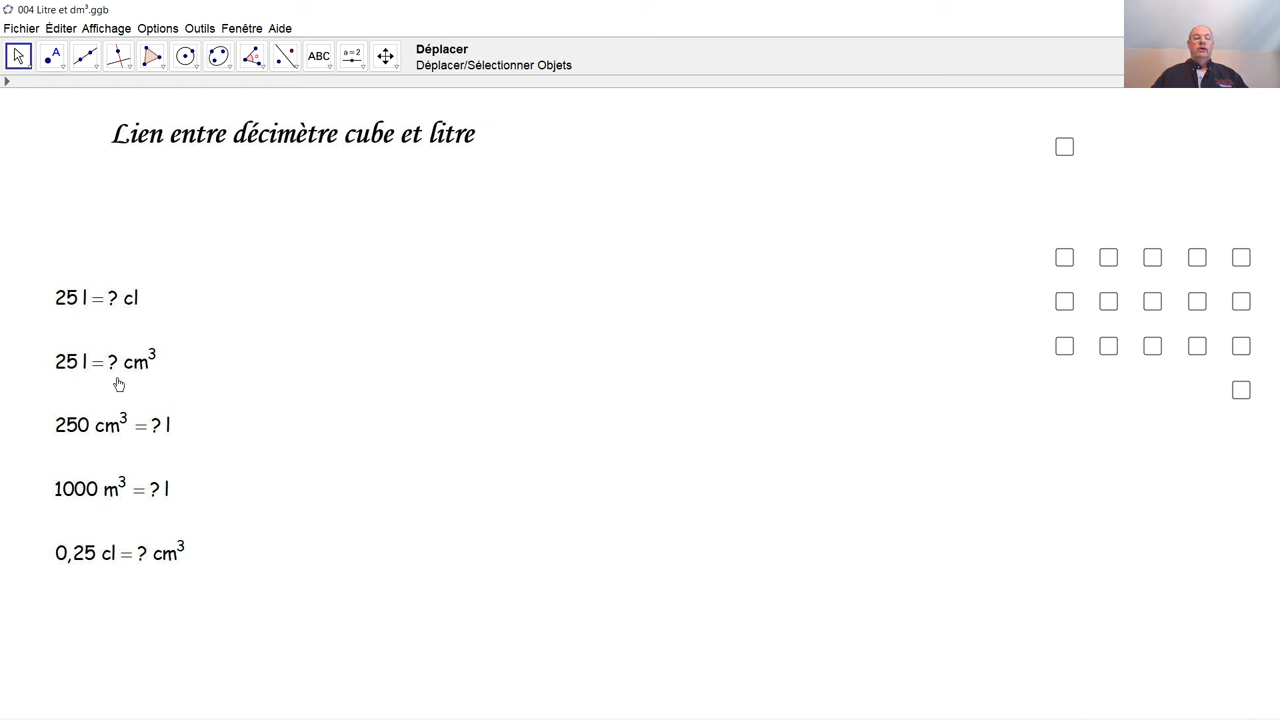 004 Litre et dm³.ggb
Fichier Éditer Affichage Options Outils Fenêtre Aide
A ABC a=2 Déplacer
Déplacer/Sélectionner Objets
Lien entre décimètre cube et litre
25 l = ? cl
25 l = ? cm³
250 cm³ = ? l
1000 m³ = ? l
0,25 cl = ? cm³